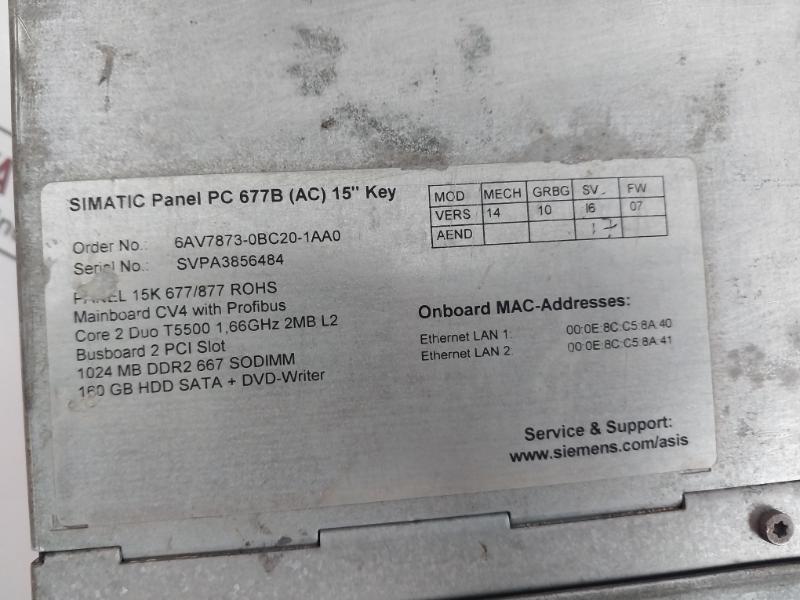 SIMATIC Panel PC 677B (AC) 15" Key
Order No.: 6AV7873-0BC20-1AA0
Serial No.: SVPA3856484
PANEL 15K 677/877 ROHS
Mainboard CV4 with Profibus
Core 2 Duo T5500 1,66GHz 2MB L2
Busboard 2 PCI Slot
1024 MB DDR2 667 SODIMM
160 GB HDD SATA + DVD-Writer
MOD MECH GRBG SV FW
VERS 14 10 16 07
AEND 17
Onboard MAC-Addresses:
Ethernet LAN 1: 00:0E:8C:C5:8A:40
Ethernet LAN 2: 00:0E:8C:C5:8A:41
Service & Support:
www.siemens.com/asis